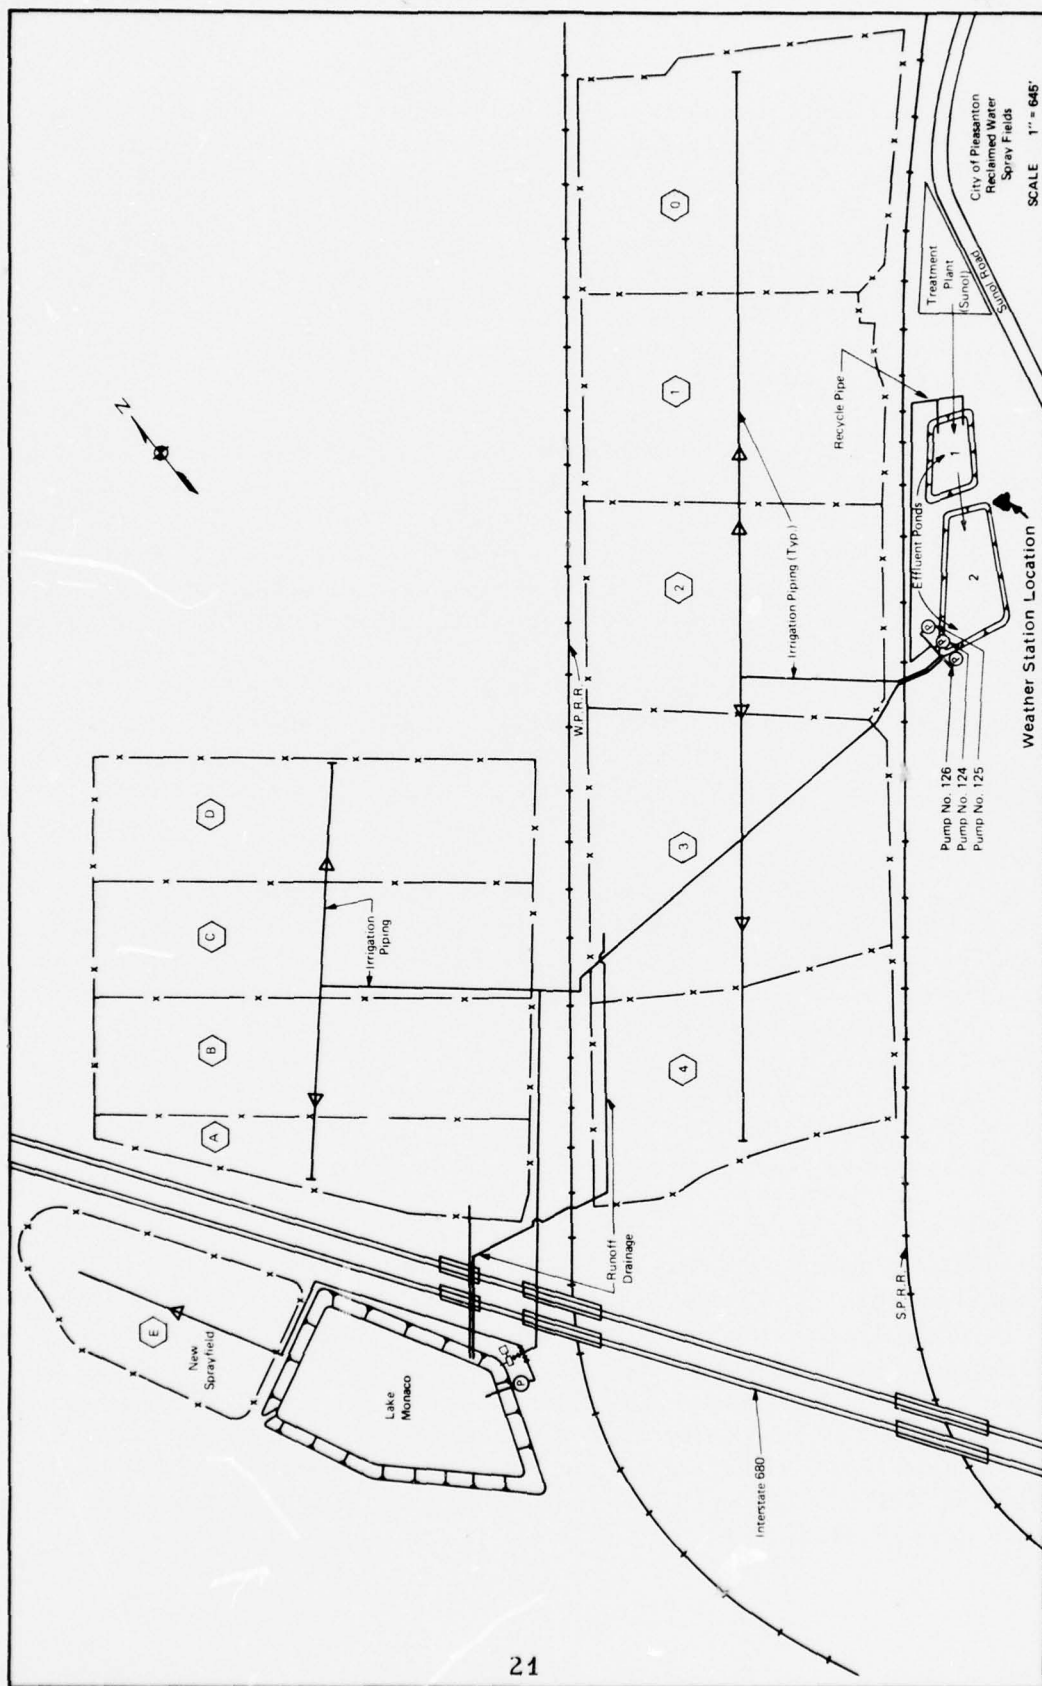 N
City of Pleasanton
Reclaimed Water
Spray Fields
SCALE 1" = 645'
D
C
B
A
E
New
Sprayfield
Irrigation
Piping
Lake
Monaco
P
Runoff
Drainage
W.P.R.R.
0
1
2
3
4
Irrigation Piping (Typ.)
Recycle Pipe
Treatment
Plant
(Sunol)
Sunol Road
Effluent Ponds
1
2
P
P
P
Weather Station Location
Pump No. 126
Pump No. 124
Pump No. 125
S.P.R.R.
Interstate 680
21